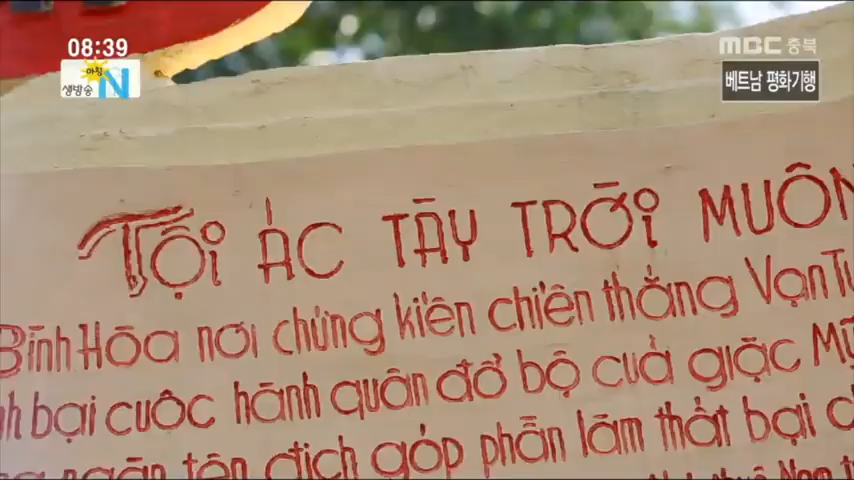 08:39
MBC 충북
아침
생방송 N
베트남 평화기행
TỘI ÁC TÀY TRỜI MUÔN
Bình Hòa nơi chứng kiến chiến thắng Vạn Tư
bại cuộc hành quân đổ bộ của giặc Mỹ
ngàn tên địch góp phần làm thất bại